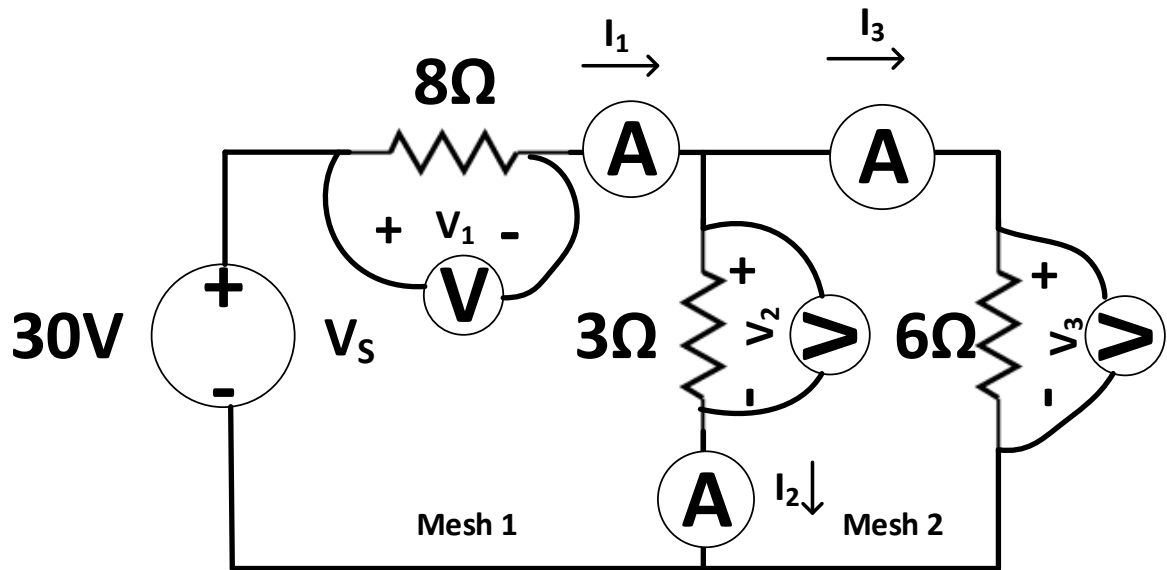 I₁
I₃
8Ω
A
A
+ V₁ -
V
30V
+
-
Vₛ
3Ω
+
V₂
-
V
6Ω
+
V₃
-
V
A
I₂
Mesh 1
Mesh 2